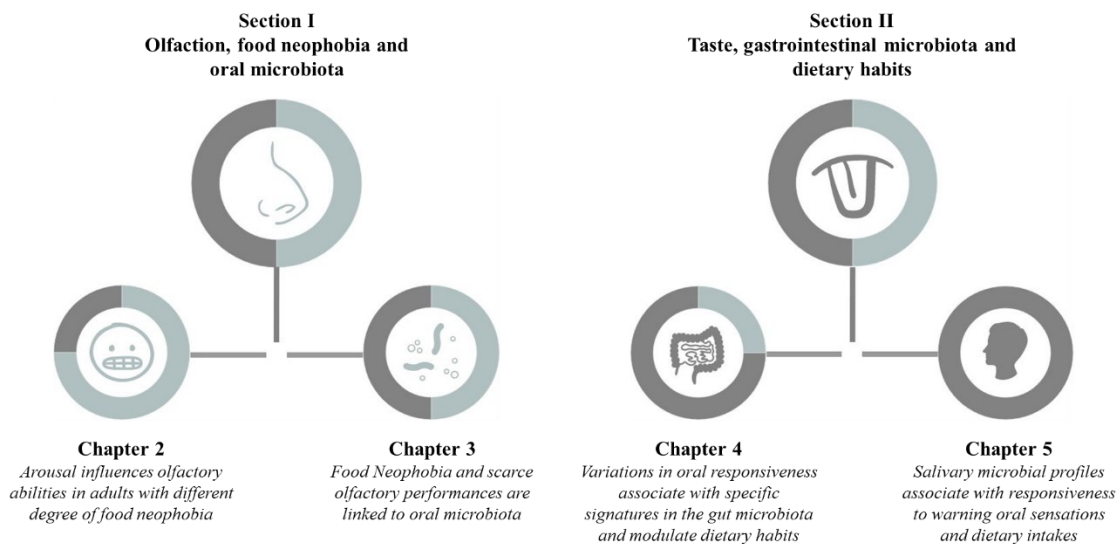 Section I
Olfaction, food neophobia and
oral microbiota
Section II
Taste, gastrointestinal microbiota and
dietary habits
Chapter 2
Arousal influences olfactory
abilities in adults with different
degree of food neophobia
Chapter 3
Food Neophobia and scarce
olfactory performances are
linked to oral microbiota
Chapter 4
Variations in oral responsiveness
associate with specific
signatures in the gut microbiota
and modulate dietary habits
Chapter 5
Salivary microbial profiles
associate with responsiveness
to warning oral sensations
and dietary intakes